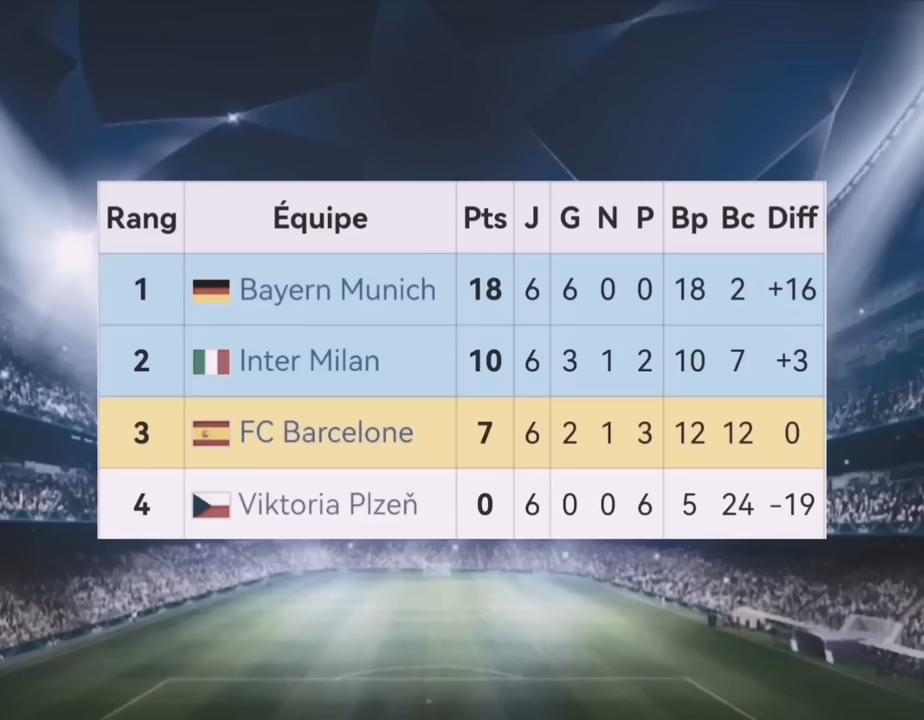 Rang Équipe Pts J G N P Bp Bc Diff
1 Bayern Munich 18 6 6 0 0 18 2 +16
2 Inter Milan 10 6 3 1 2 10 7 +3
3 FC Barcelone 7 6 2 1 3 12 12 0
4 Viktoria Plzeň 0 6 0 0 6 5 24 -19